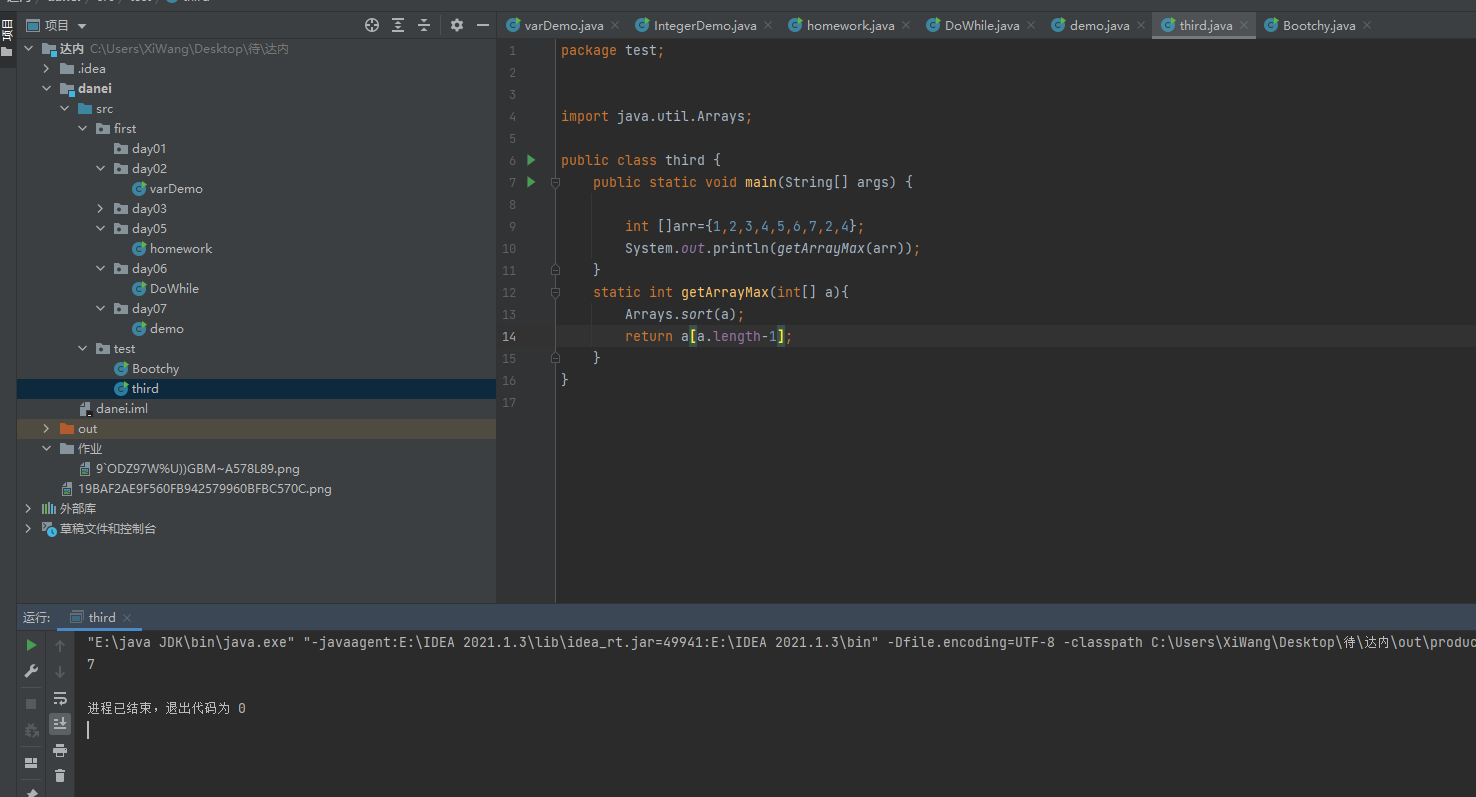 项目
项目
达内 C:\Users\XiWang\Desktop\待\达内
.idea
danei
src
first
day01
day02
varDemo
day03
day05
homework
day06
DoWhile
day07
demo
test
Bootchy
third
danei.iml
out
作业
9`ODZ97W%U))GBM~A578L89.png
19BAF2AE9F560FB942579960BFBC570C.png
外部库
草稿文件和控制台
varDemo.java IntegerDemo.java homework.java DoWhile.java demo.java third.java Bootchy.java
1 package test;
2
3
4 import java.util.Arrays;
5
6 public class third {
7 public static void main(String[] args) {
8
9 int []arr={1,2,3,4,5,6,7,2,4};
10 System.out.println(getArrayMax(arr));
11 }
12 static int getArrayMax(int[] a){
13 Arrays.sort(a);
14 return a[a.length-1];
15 }
16 }
17
运行: third
"E:\java JDK\bin\java.exe" "-javaagent:E:\IDEA 2021.1.3\lib\idea_rt.jar=49941:E:\IDEA 2021.1.3\bin" -Dfile.encoding=UTF-8 -classpath C:\Users\XiWang\Desktop\待\达内\out\produc
7
进程已结束，退出代码为 0